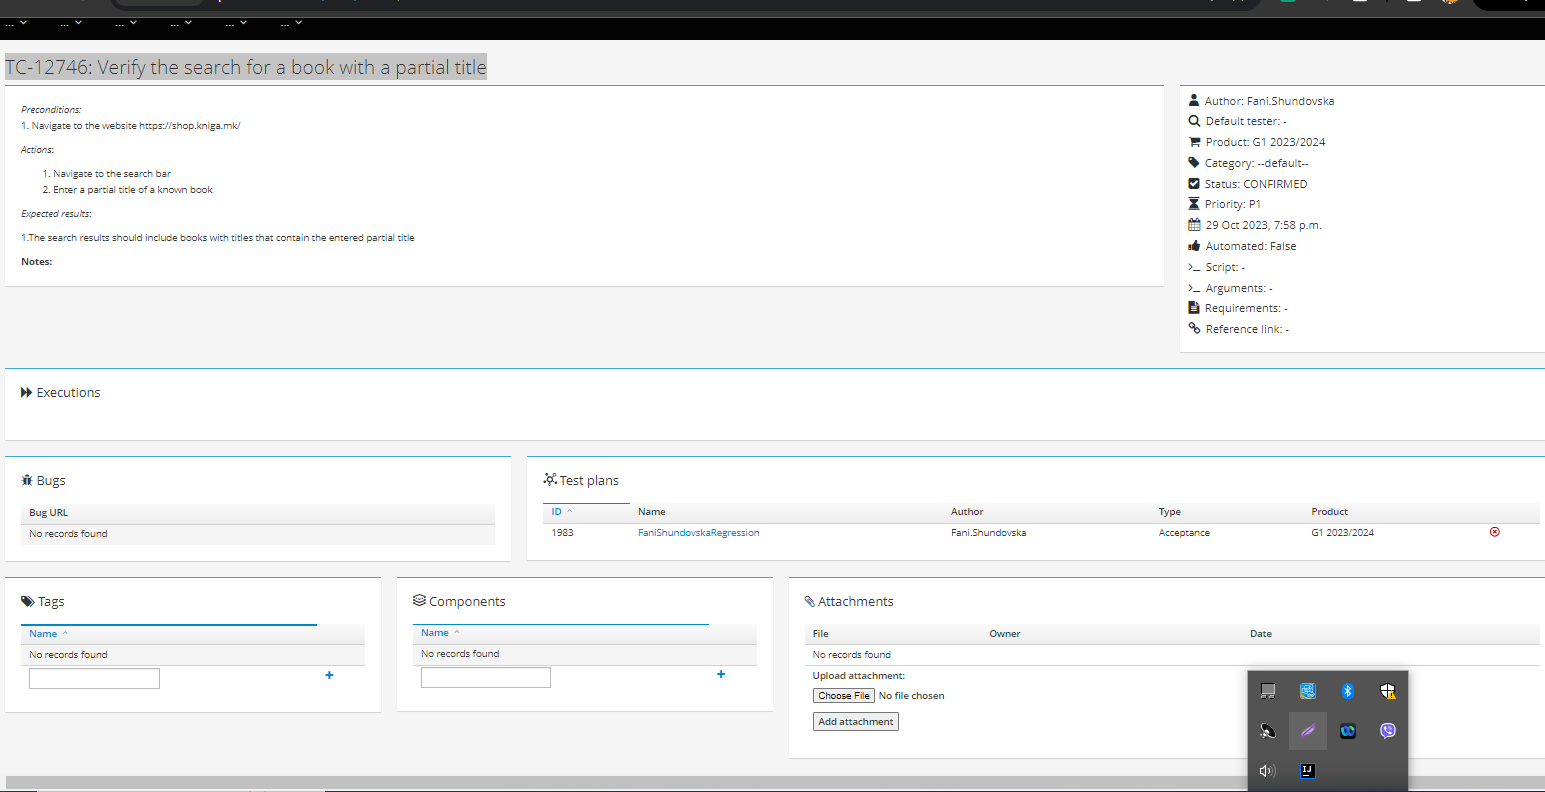 ... ... ... ... ... ...
TC-12746: Verify the search for a book with a partial title
Preconditions:
1. Navigate to the website https://shop.kniga.mk/
Actions:
1. Navigate to the search bar
2. Enter a partial title of a known book
Expected results:
1.The search results should include books with titles that contain the entered partial title
Notes:
Author: Fani.Shundovska
Default tester: -
Product: G1 2023/2024
Category: --default--
Status: CONFIRMED
Priority: P1
29 Oct 2023, 7:58 p.m.
Automated: False
Script: -
Arguments: -
Requirements: -
Reference link: -
Executions
Bugs
Bug URL
No records found
Test plans
ID Name Author Type Product
1983 FaniShundovskaRegression Fani.Shundovska Acceptance G1 2023/2024
Tags
Name
No records found
Components
Name
No records found
Attachments
File Owner Date
No records found
Upload attachment:
Choose File No file chosen
Add attachment
IJ